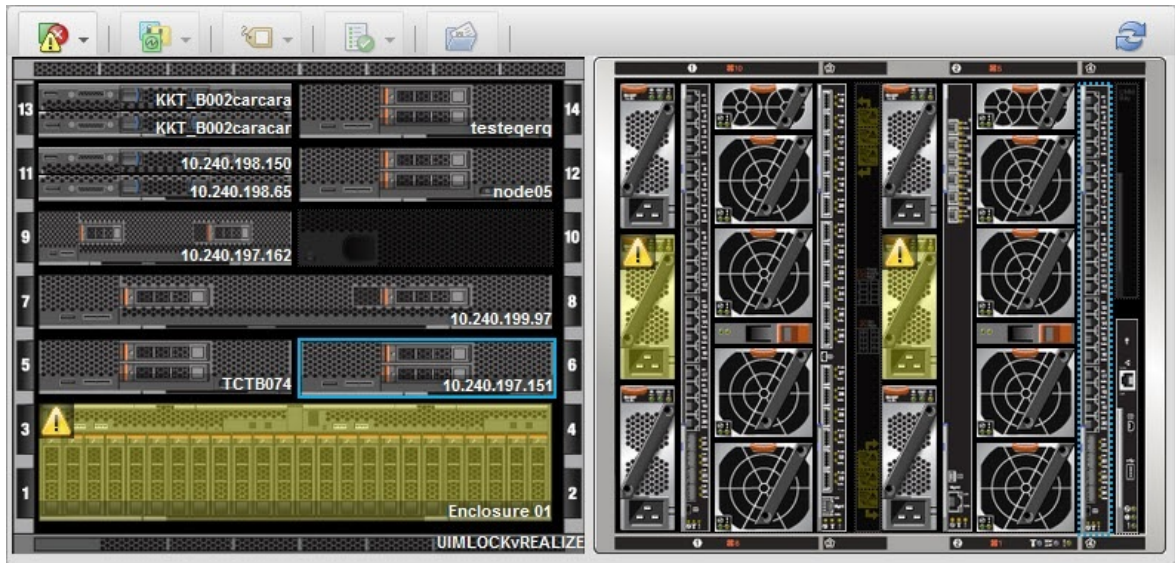 13 KKT_B002carcara 14
KKT_B002caracar testeqerq
11 10.240.198.150 12
10.240.198.65 node05
9 10.240.197.162 10
7 10.240.199.97 8
5 TCTB074 10.240.197.151 6
3 4
1 Enclosure 01 2
UIMLOCKvREALIZE